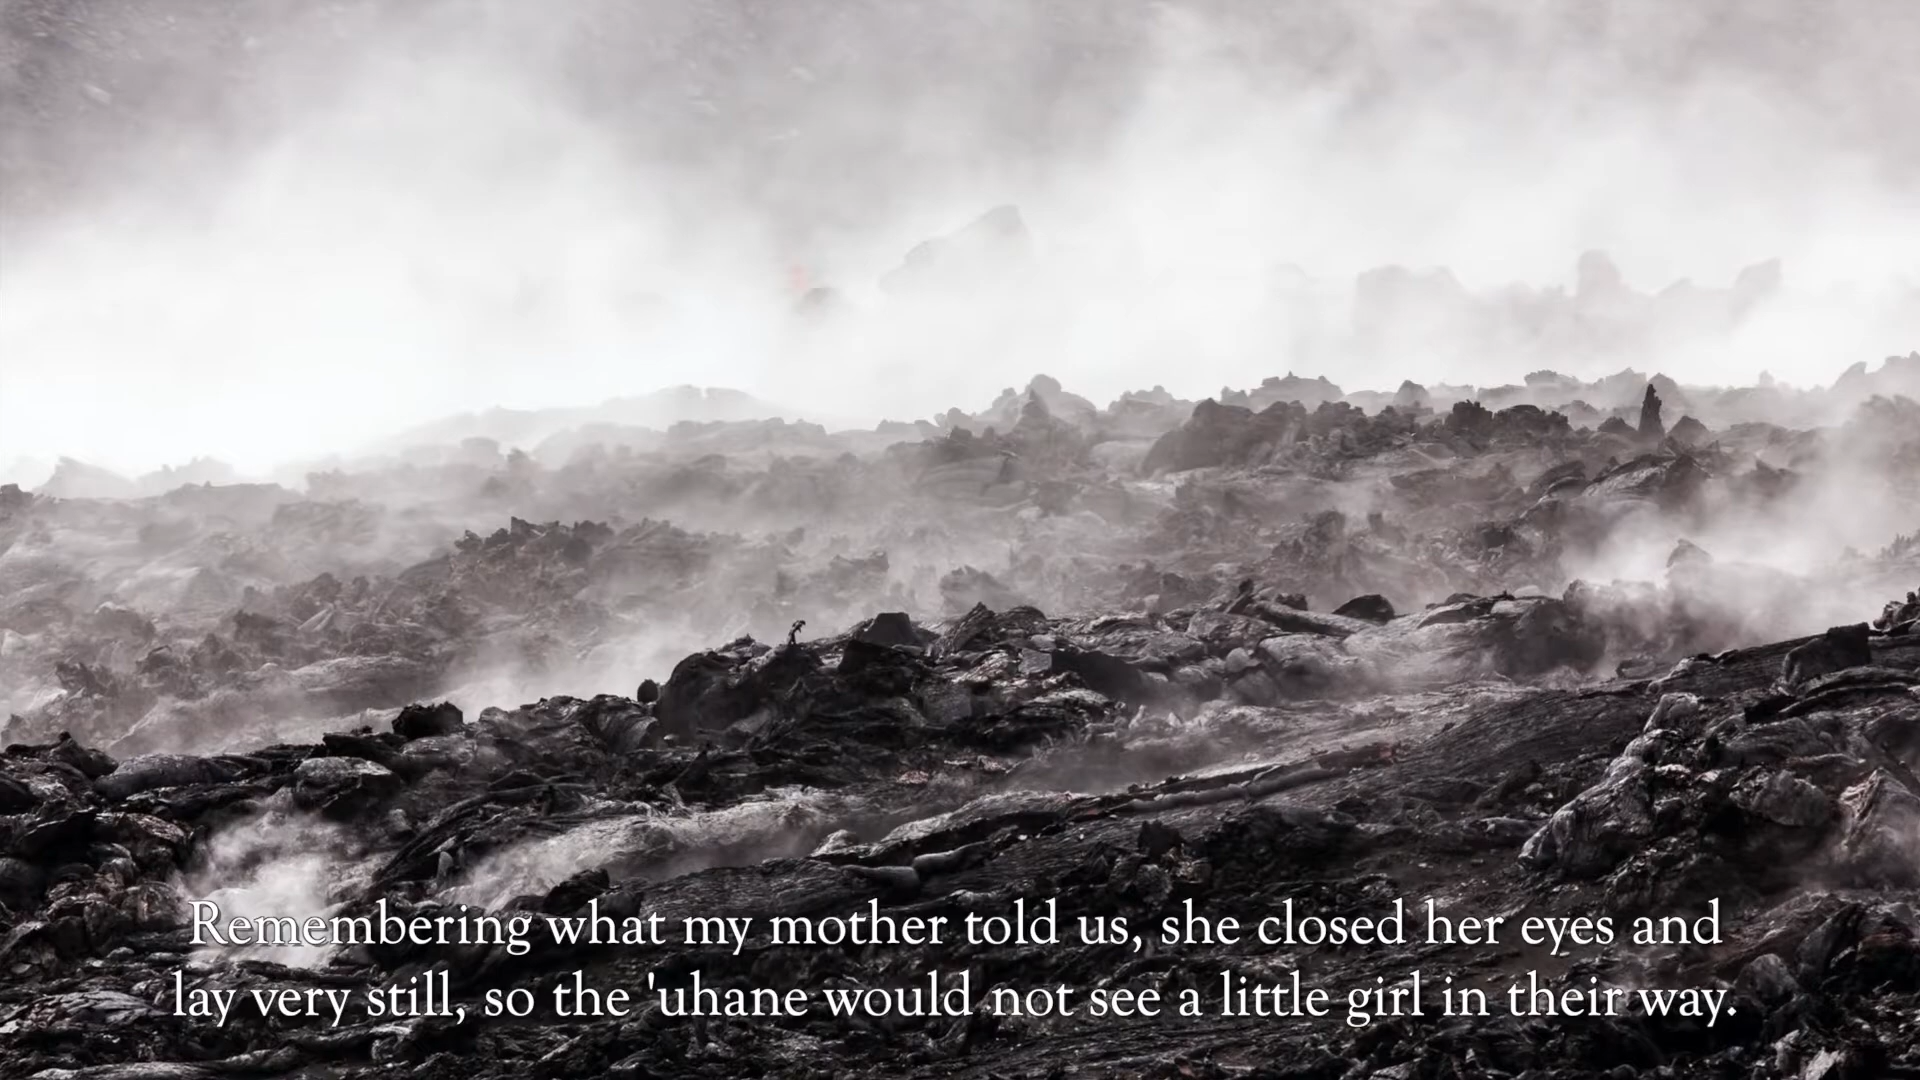 Remembering what my mother told us, she closed her eyes and
lay very still, so the 'uhane would not see a little girl in their way.